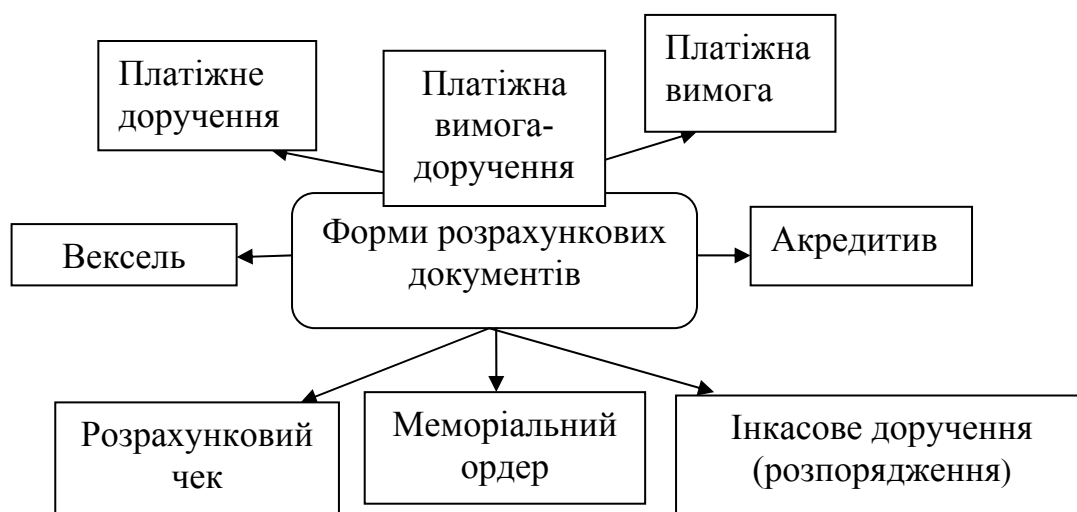 Платіжне
доручення
Платіжна
вимога-
доручення
Платіжна
вимога
Вексель
Форми розрахункових
документів
Акредитив
Розрахунковий
чек
Меморіальний
ордер
Інкасове доручення
(розпорядження)